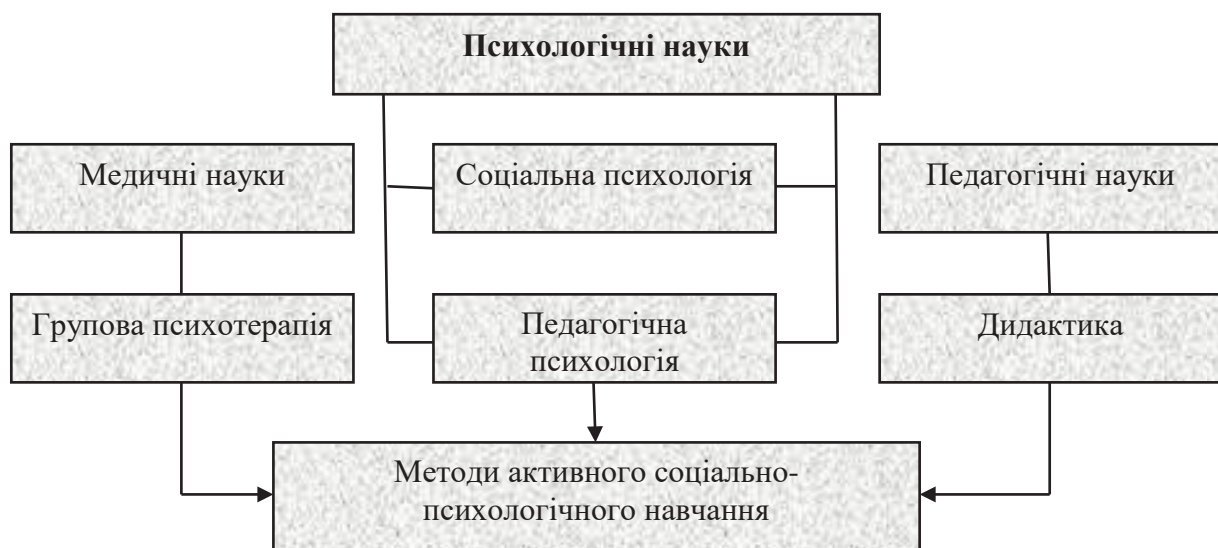 Психологічні науки
Медичні науки
Соціальна психологія
Педагогічні науки
Групова психотерапія
Педагогічна
психологія
Дидактика
Методи активного соціально-
психологічного навчання